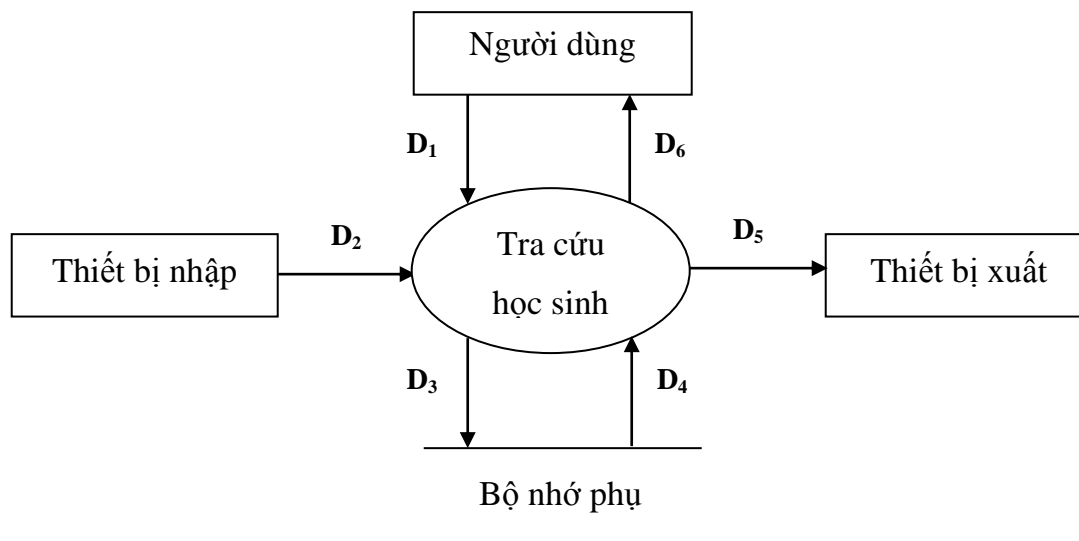 Người dùng
D₁
D₆
D₂
D₅
Thiết bị nhập
Tra cứu
học sinh
Thiết bị xuất
D₃
D₄
Bộ nhớ phụ